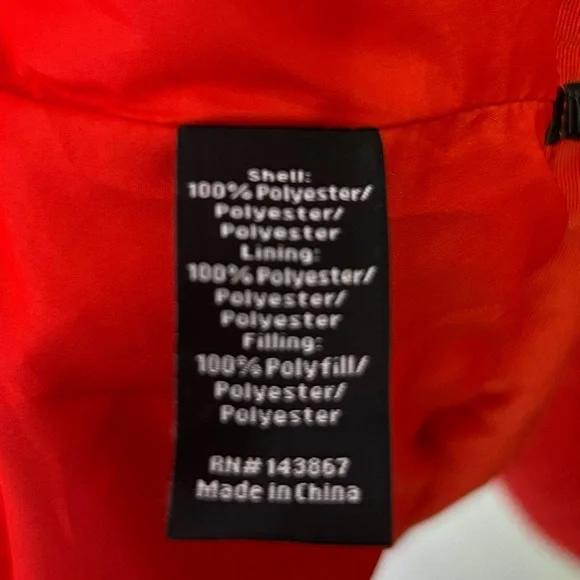 Shell:
100% Polyester/
Polyester/
Polyester
Lining:
100% Polyester/
Polyester/
Polyester
Filling:
100% Polyfill/
Polyester/
Polyester
RN# 143867
Made in China